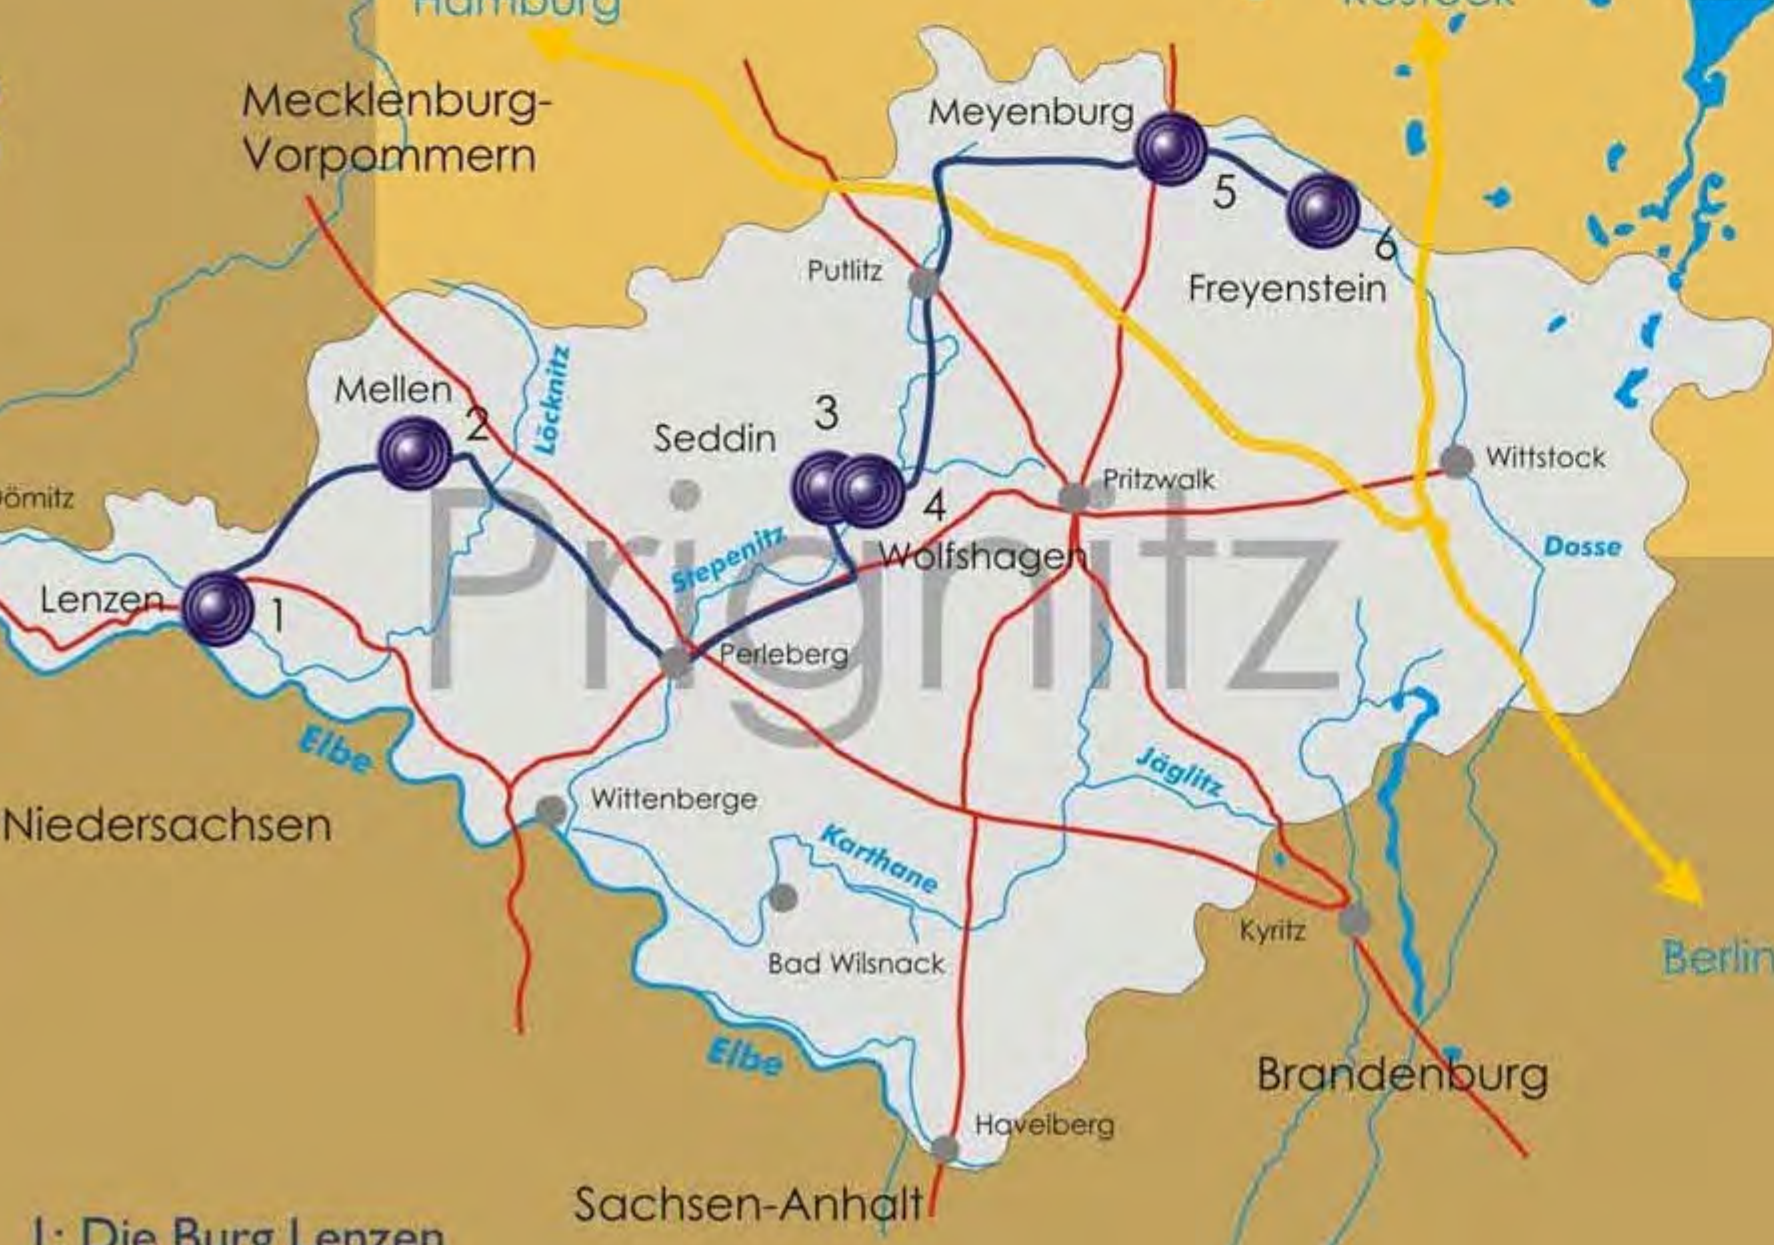 Hamburg
Rostock
Mecklenburg-
Vorpommern
Meyenburg
5
6
Putlitz
Freyenstein
Mellen
2
Löcknitz
3
Seddin
4
Pritzwalk
Wittstock
Stepenitz
Wolfshagen
Dosse
Prignitz
Lenzen
1
Perleberg
Elbe
Jäglitz
Niedersachsen
Wittenberge
Karthane
Kyritz
Bad Wilsnack
Berlin
Elbe
Brandenburg
Havelberg
Sachsen-Anhalt
1: Die Burg Lenzen